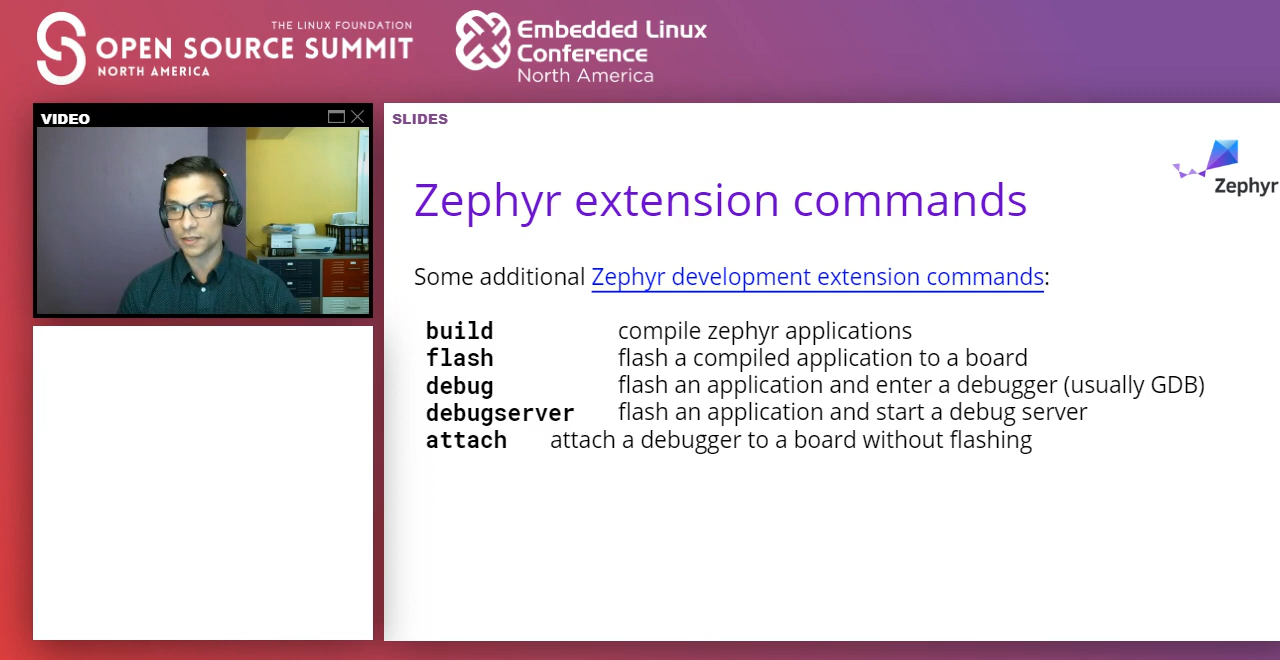 THE LINUX FOUNDATION
OPEN SOURCE SUMMIT
NORTH AMERICA
Embedded Linux
Conference
North America
VIDEO
SLIDES
Zephyr
Zephyr extension commands
Some additional Zephyr development extension commands:
build compile zephyr applications
flash flash a compiled application to a board
debug flash an application and enter a debugger (usually GDB)
debugserver flash an application and start a debug server
attach attach a debugger to a board without flashing